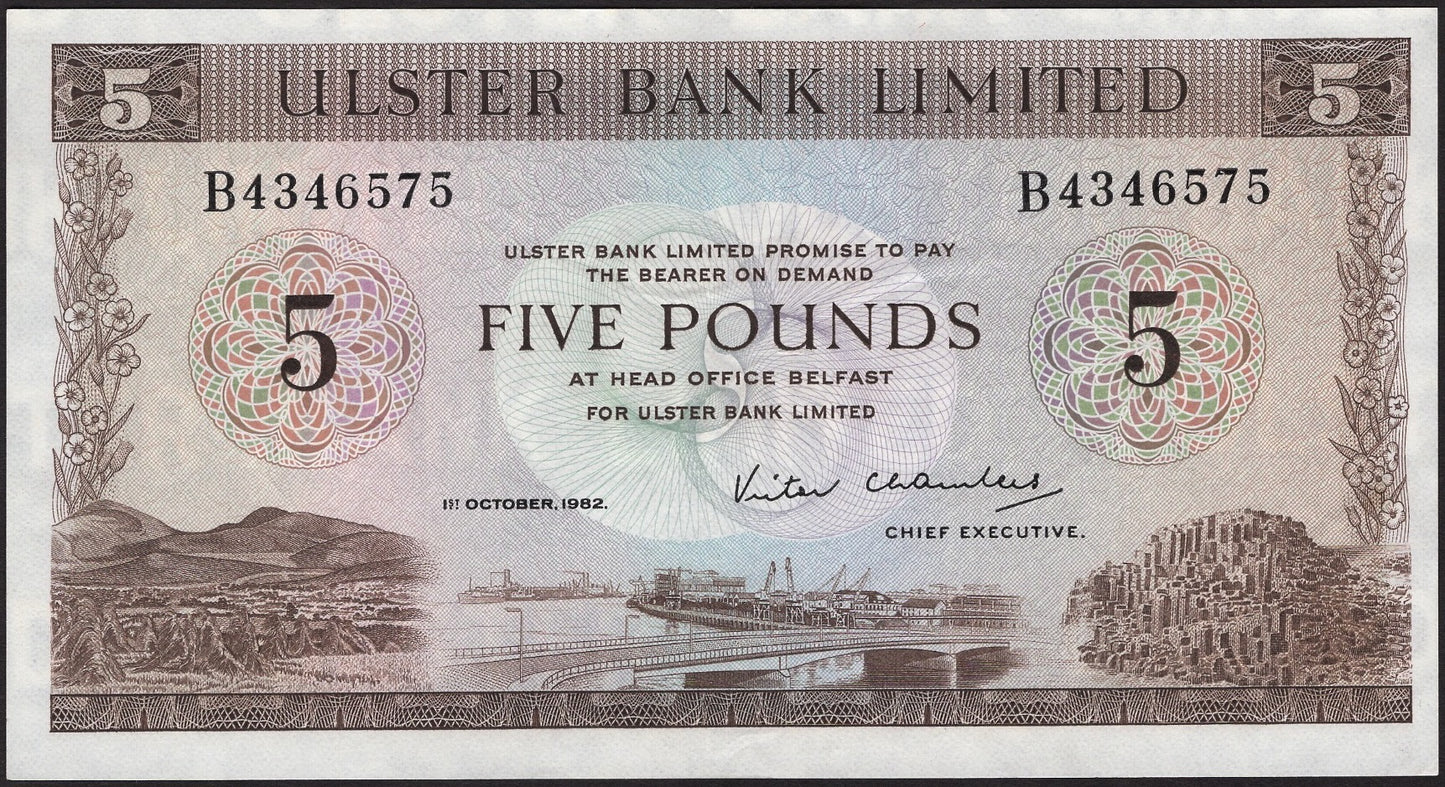 5 ULSTER BANK LIMITED 5
B4346575 B4346575
ULSTER BANK LIMITED PROMISE TO PAY
THE BEARER ON DEMAND
5 FIVE POUNDS 5
AT HEAD OFFICE BELFAST
FOR ULSTER BANK LIMITED
Victor Chambers
1ST OCTOBER, 1982.
CHIEF EXECUTIVE.